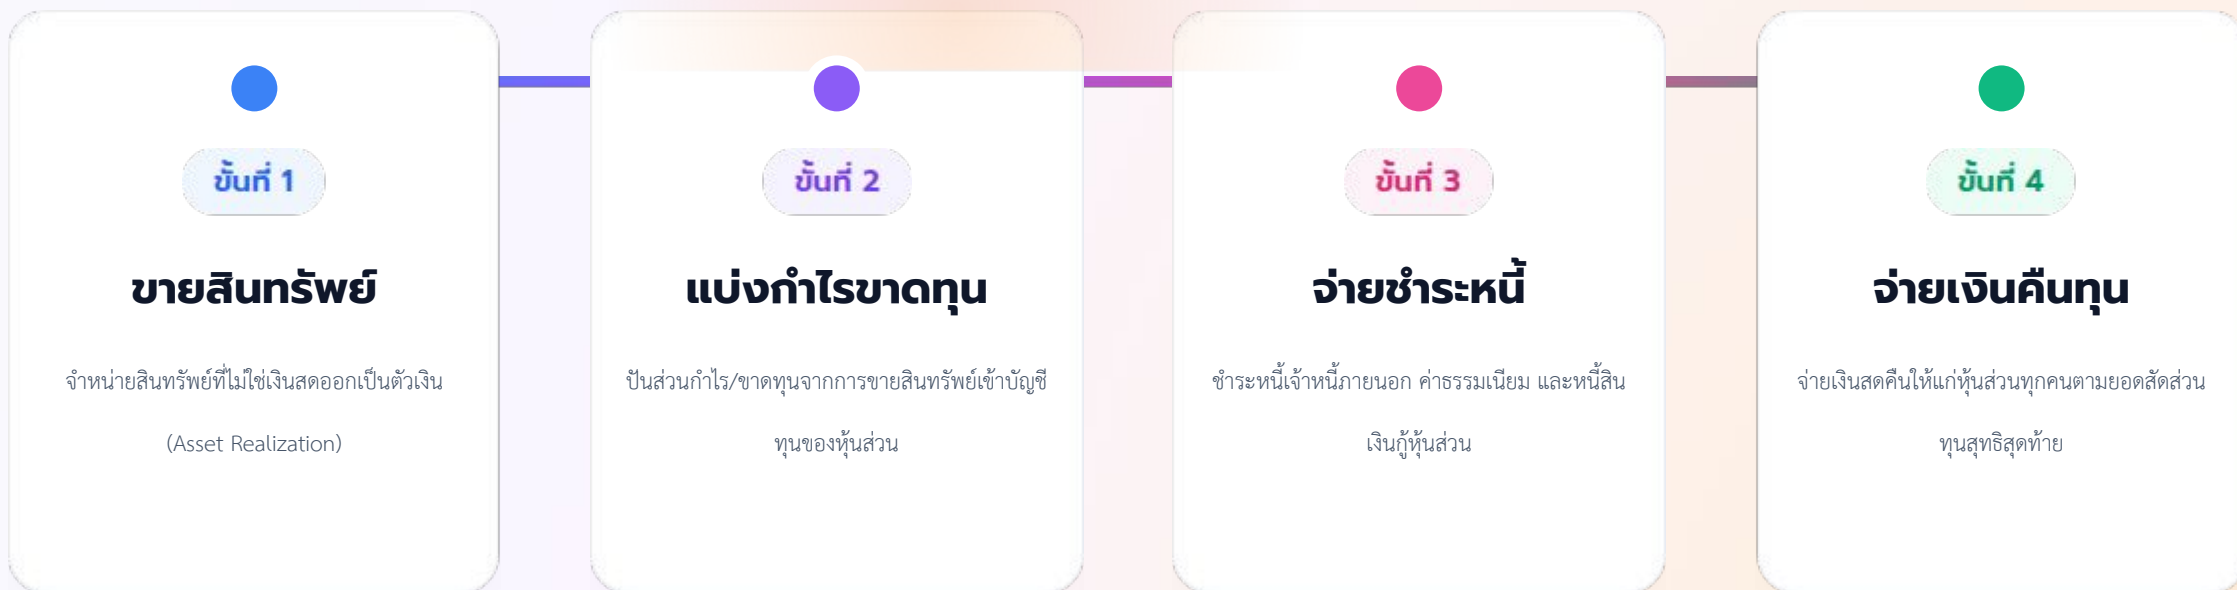 ขั้นที่ 1
ขายสินทรัพย์
จำหน่ายสินทรัพย์ที่ไม่ใช่เงินสดออกเป็นตัวเงิน
(Asset Realization)
ขั้นที่ 2
แบ่งกำไรขาดทุน
ปันส่วนกำไร/ขาดทุนจากการขายสินทรัพย์เข้าบัญชี
ทุนของหุ้นส่วน
ขั้นที่ 3
จ่ายชำระหนี้
ชำระหนี้เจ้าหนี้ภายนอก ค่าธรรมเนียม และหนี้สิน
เงินกู้หุ้นส่วน
ขั้นที่ 4
จ่ายเงินคืนทุน
จ่ายเงินสดคืนให้แก่หุ้นส่วนทุกคนตามยอดสัดส่วน
ทุนสุทธิสุดท้าย